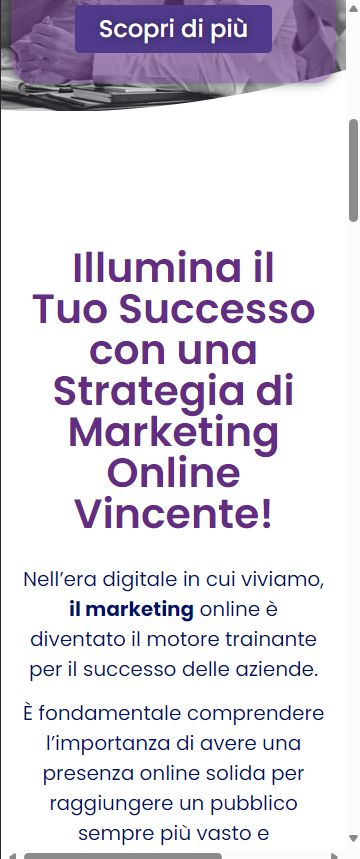 Scopri di più
Illumina il
Tuo Successo
con una
Strategia di
Marketing
Online
Vincente!
Nell’era digitale in cui viviamo,
il marketing online è
diventato il motore trainante
per il successo delle aziende.
È fondamentale comprendere
l’importanza di avere una
presenza online solida per
raggiungere un pubblico
sempre più vasto e